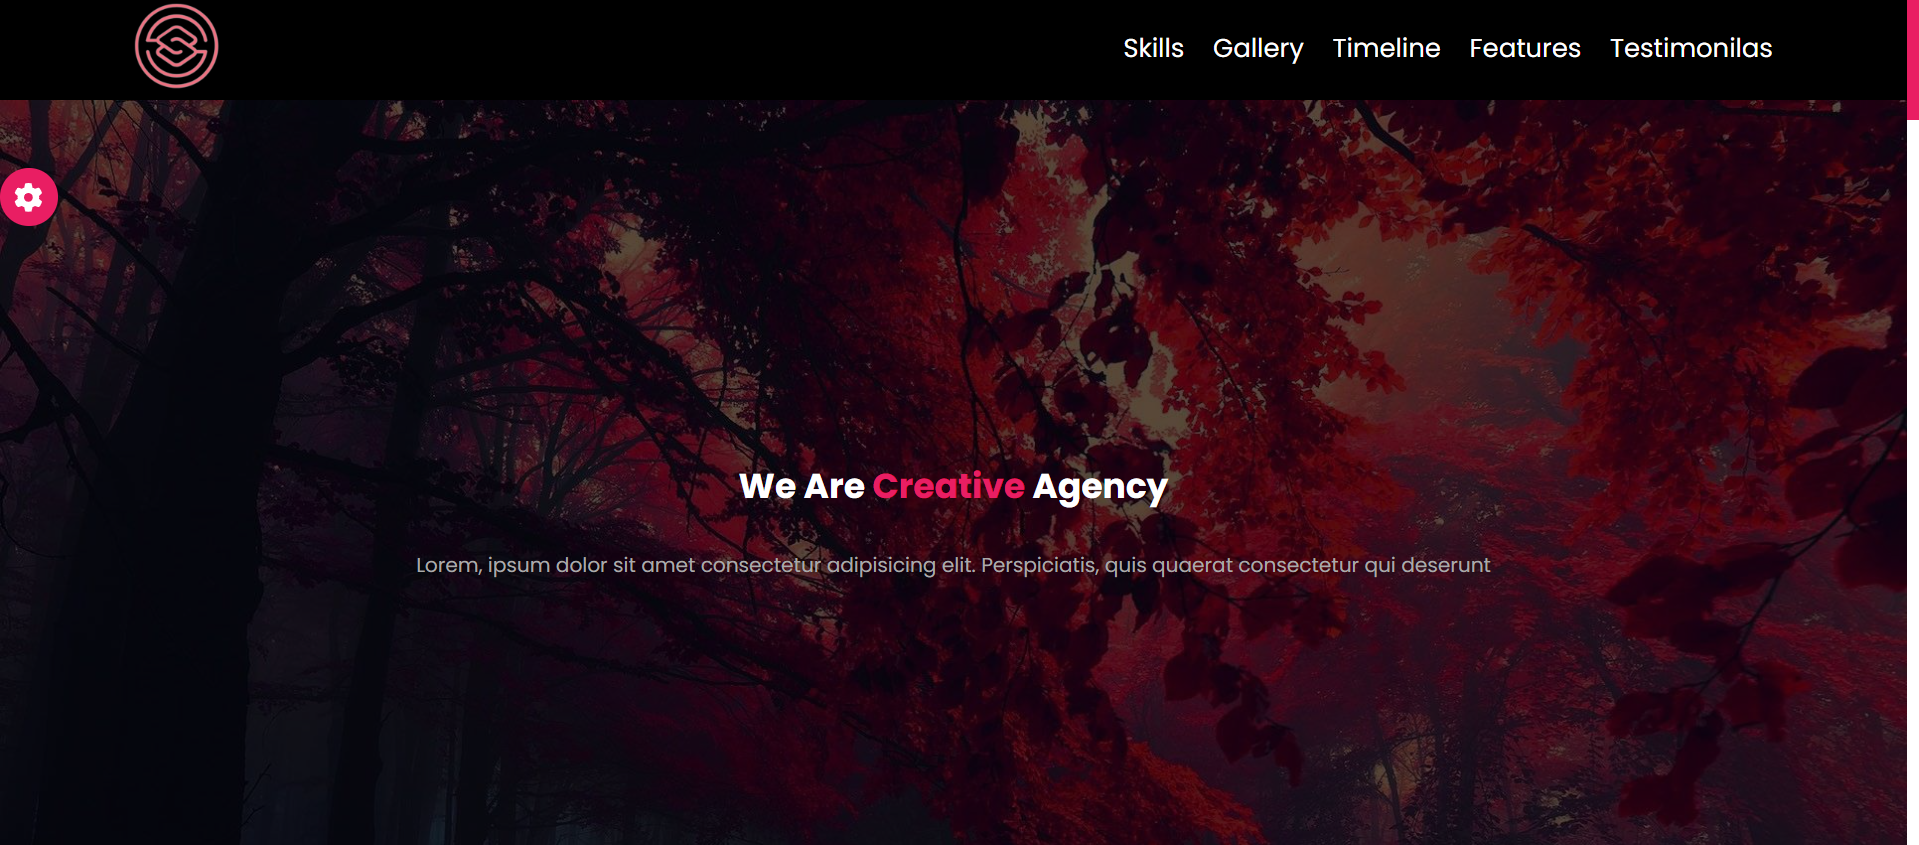 Skills Gallery Timeline Features Testimonilas
We Are Creative Agency
Lorem, ipsum dolor sit amet consectetur adipisicing elit. Perspiciatis, quis quaerat consectetur qui deserunt